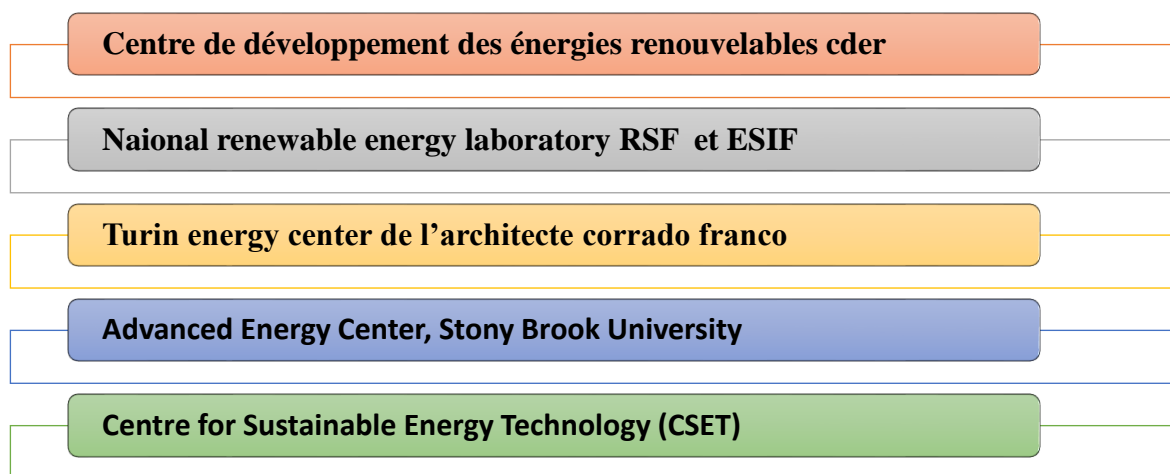 Centre de développement des énergies renouvelables cder
Naional renewable energy laboratory RSF et ESIF
Turin energy center de l’architecte corrado franco
Advanced Energy Center, Stony Brook University
Centre for Sustainable Energy Technology (CSET)